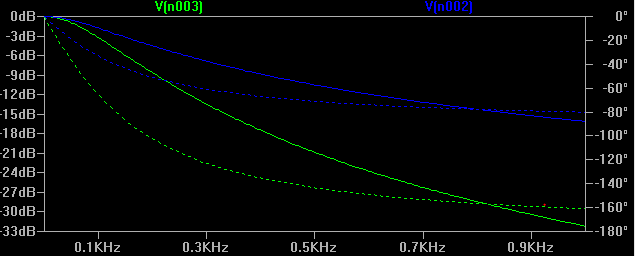 V(n003) V(n002)
0dB 0°
-3dB -20°
-6dB -40°
-9dB -60°
-12dB -80°
-15dB -100°
-18dB -120°
-21dB -140°
-24dB -160°
-27dB -180°
-30dB
-33dB
0.1KHz 0.3KHz 0.5KHz 0.7KHz 0.9KHz